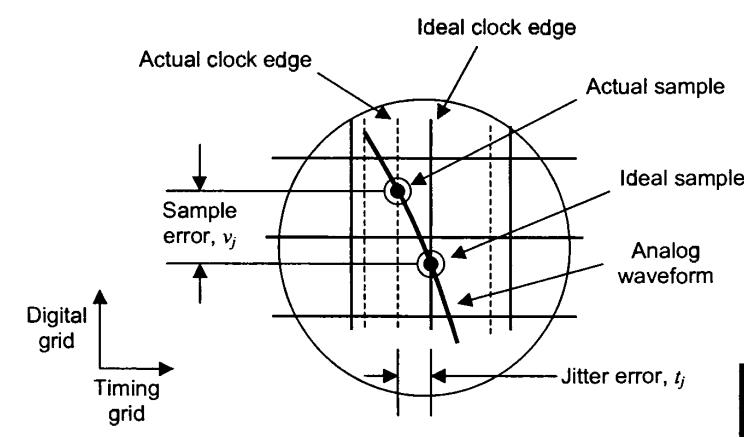 Ideal clock edge
Actual clock edge
Actual sample
Ideal sample
Sample
error, vj
Analog
waveform
Digital
grid
Timing
grid
Jitter error, tj